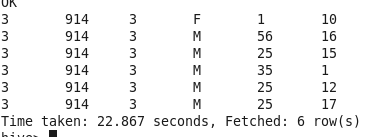 OK
3 914 3 F 1 10
3 914 3 M 56 16
3 914 3 M 25 15
3 914 3 M 35 1
3 914 3 M 25 12
3 914 3 M 25 17
Time taken: 22.867 seconds, Fetched: 6 row(s)
hive>